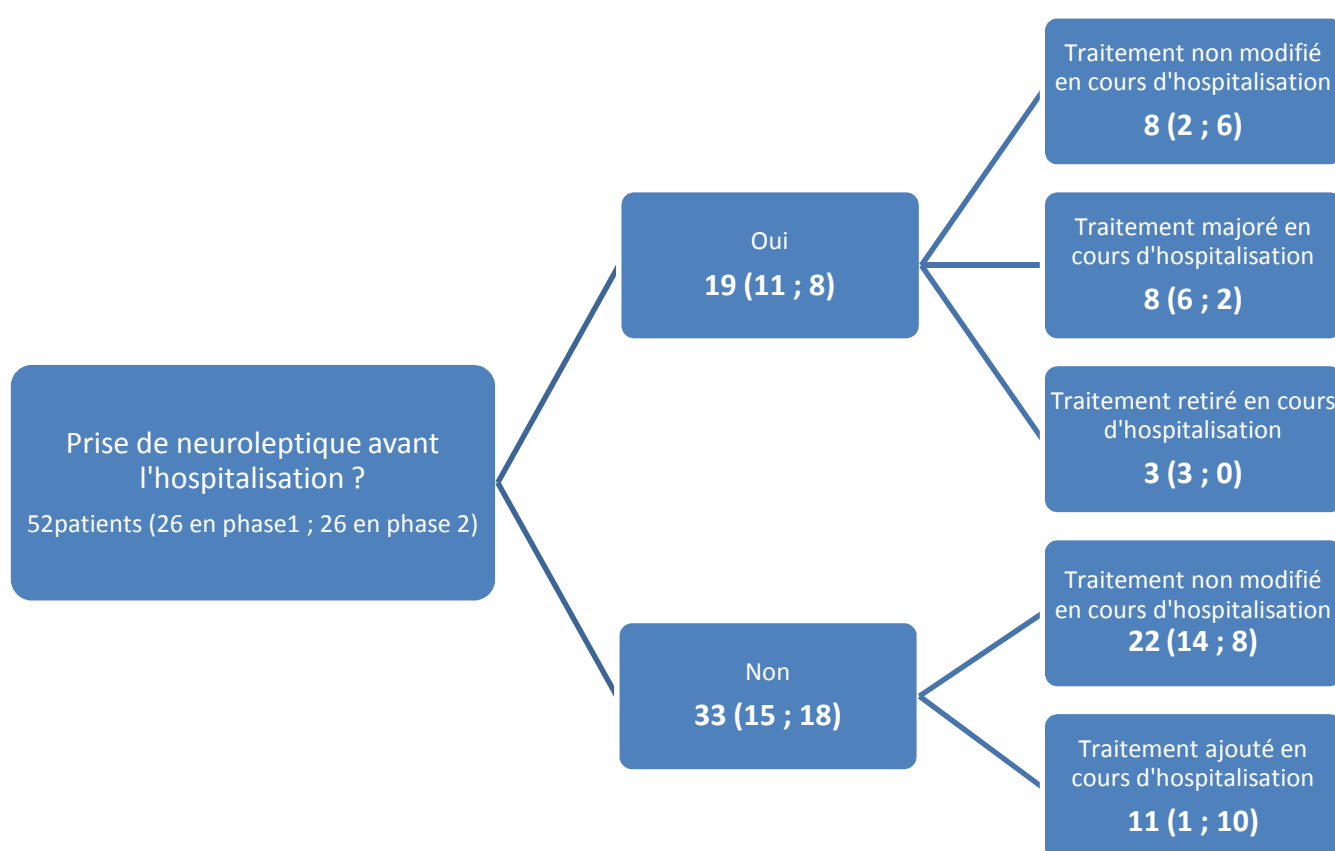 Prise de neuroleptique avant
l'hospitalisation ?
52patients (26 en phase1 ; 26 en phase 2)
Oui
19 (11 ; 8)
Non
33 (15 ; 18)
Traitement non modifié
en cours d'hospitalisation
8 (2 ; 6)
Traitement majoré en
cours d'hospitalisation
8 (6 ; 2)
Traitement retiré en cours
d'hospitalisation
3 (3 ; 0)
Traitement non modifié
en cours d'hospitalisation
22 (14 ; 8)
Traitement ajouté en
cours d'hospitalisation
11 (1 ; 10)